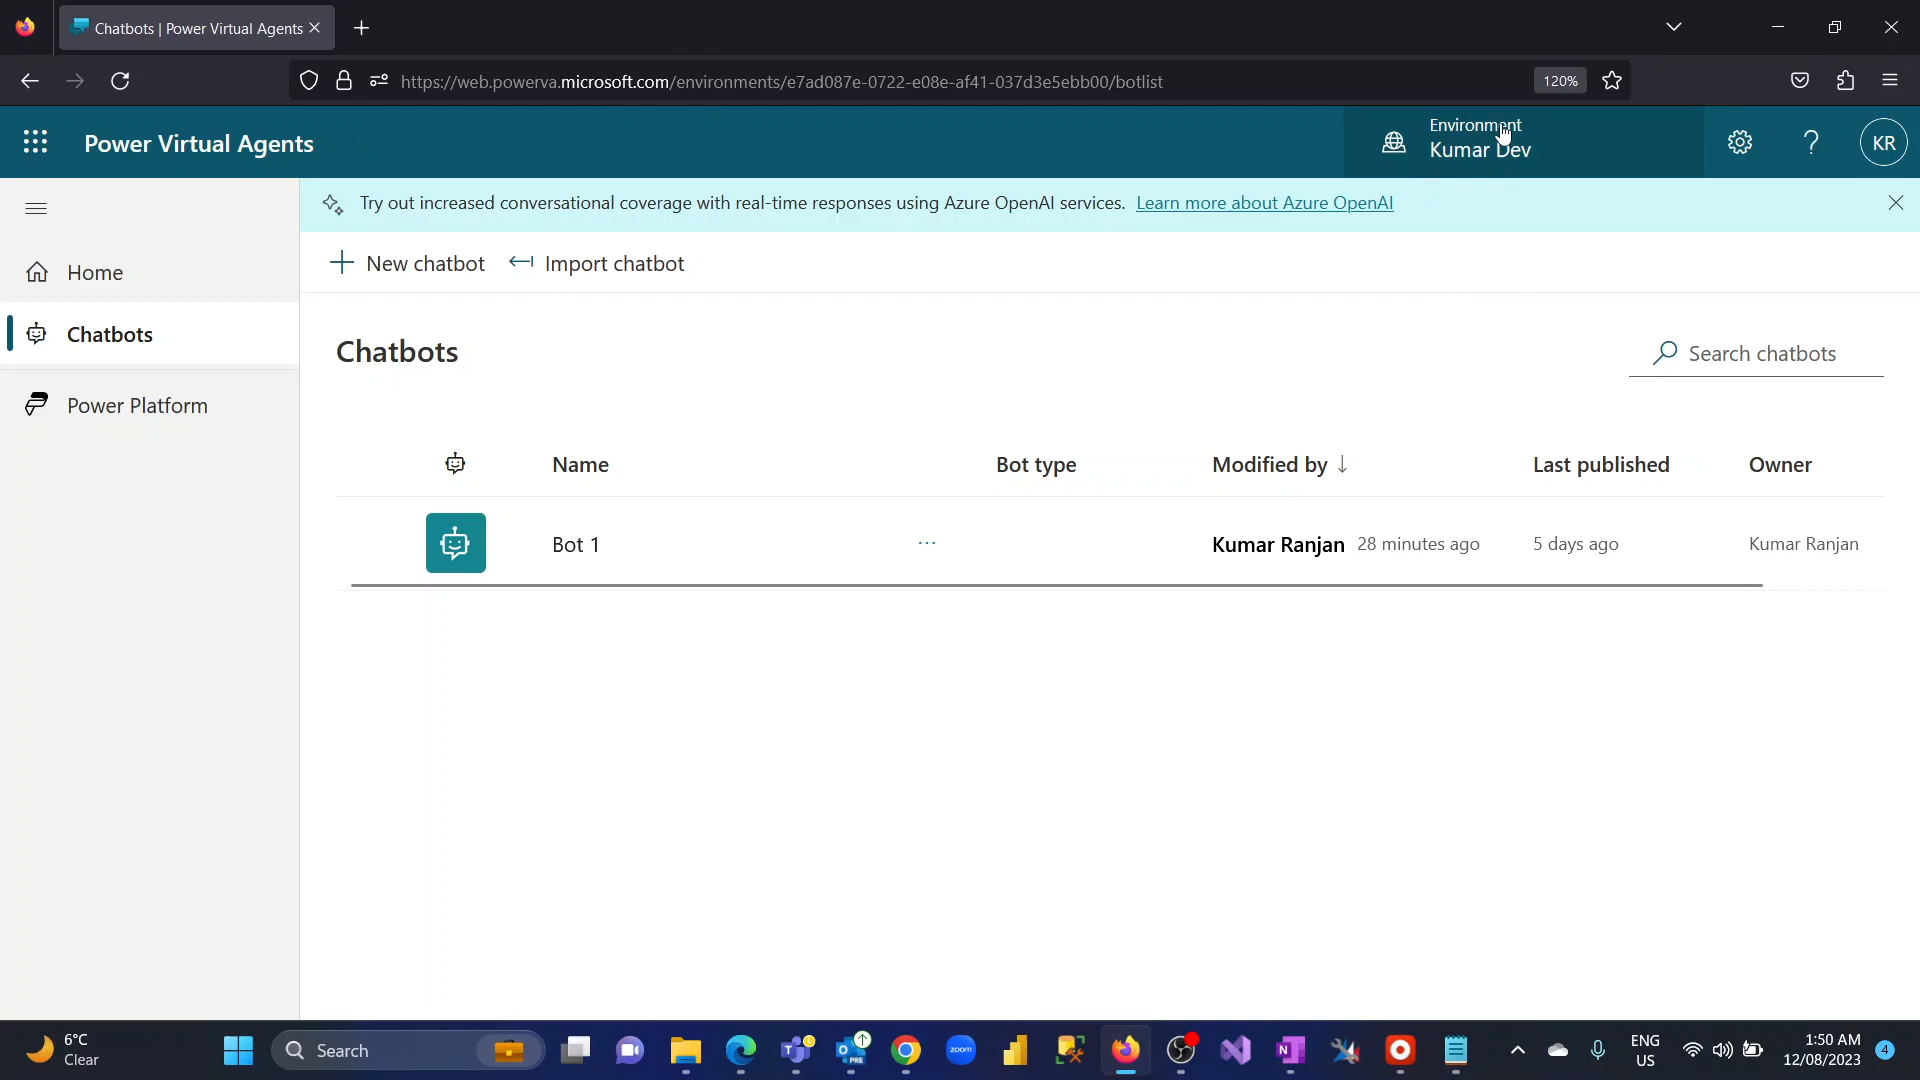 Chatbots | Power Virtual Agents
https://web.powerva.microsoft.com/environments/e7ad087e-0722-e08e-af41-037d3e5ebb00/botlist
120%
Power Virtual Agents
Environment
Kumar Dev
KR
Try out increased conversational coverage with real-time responses using Azure OpenAI services. Learn more about Azure OpenAI
New chatbot
Import chatbot
Home
Chatbots
Power Platform
Chatbots
Search chatbots
Name
Bot type
Modified by ↓
Last published
Owner
Bot 1
...
Kumar Ranjan 28 minutes ago
5 days ago
Kumar Ranjan
6°C
Clear
Search
PRE
zoom
ENG
US
1:50 AM
12/08/2023
4